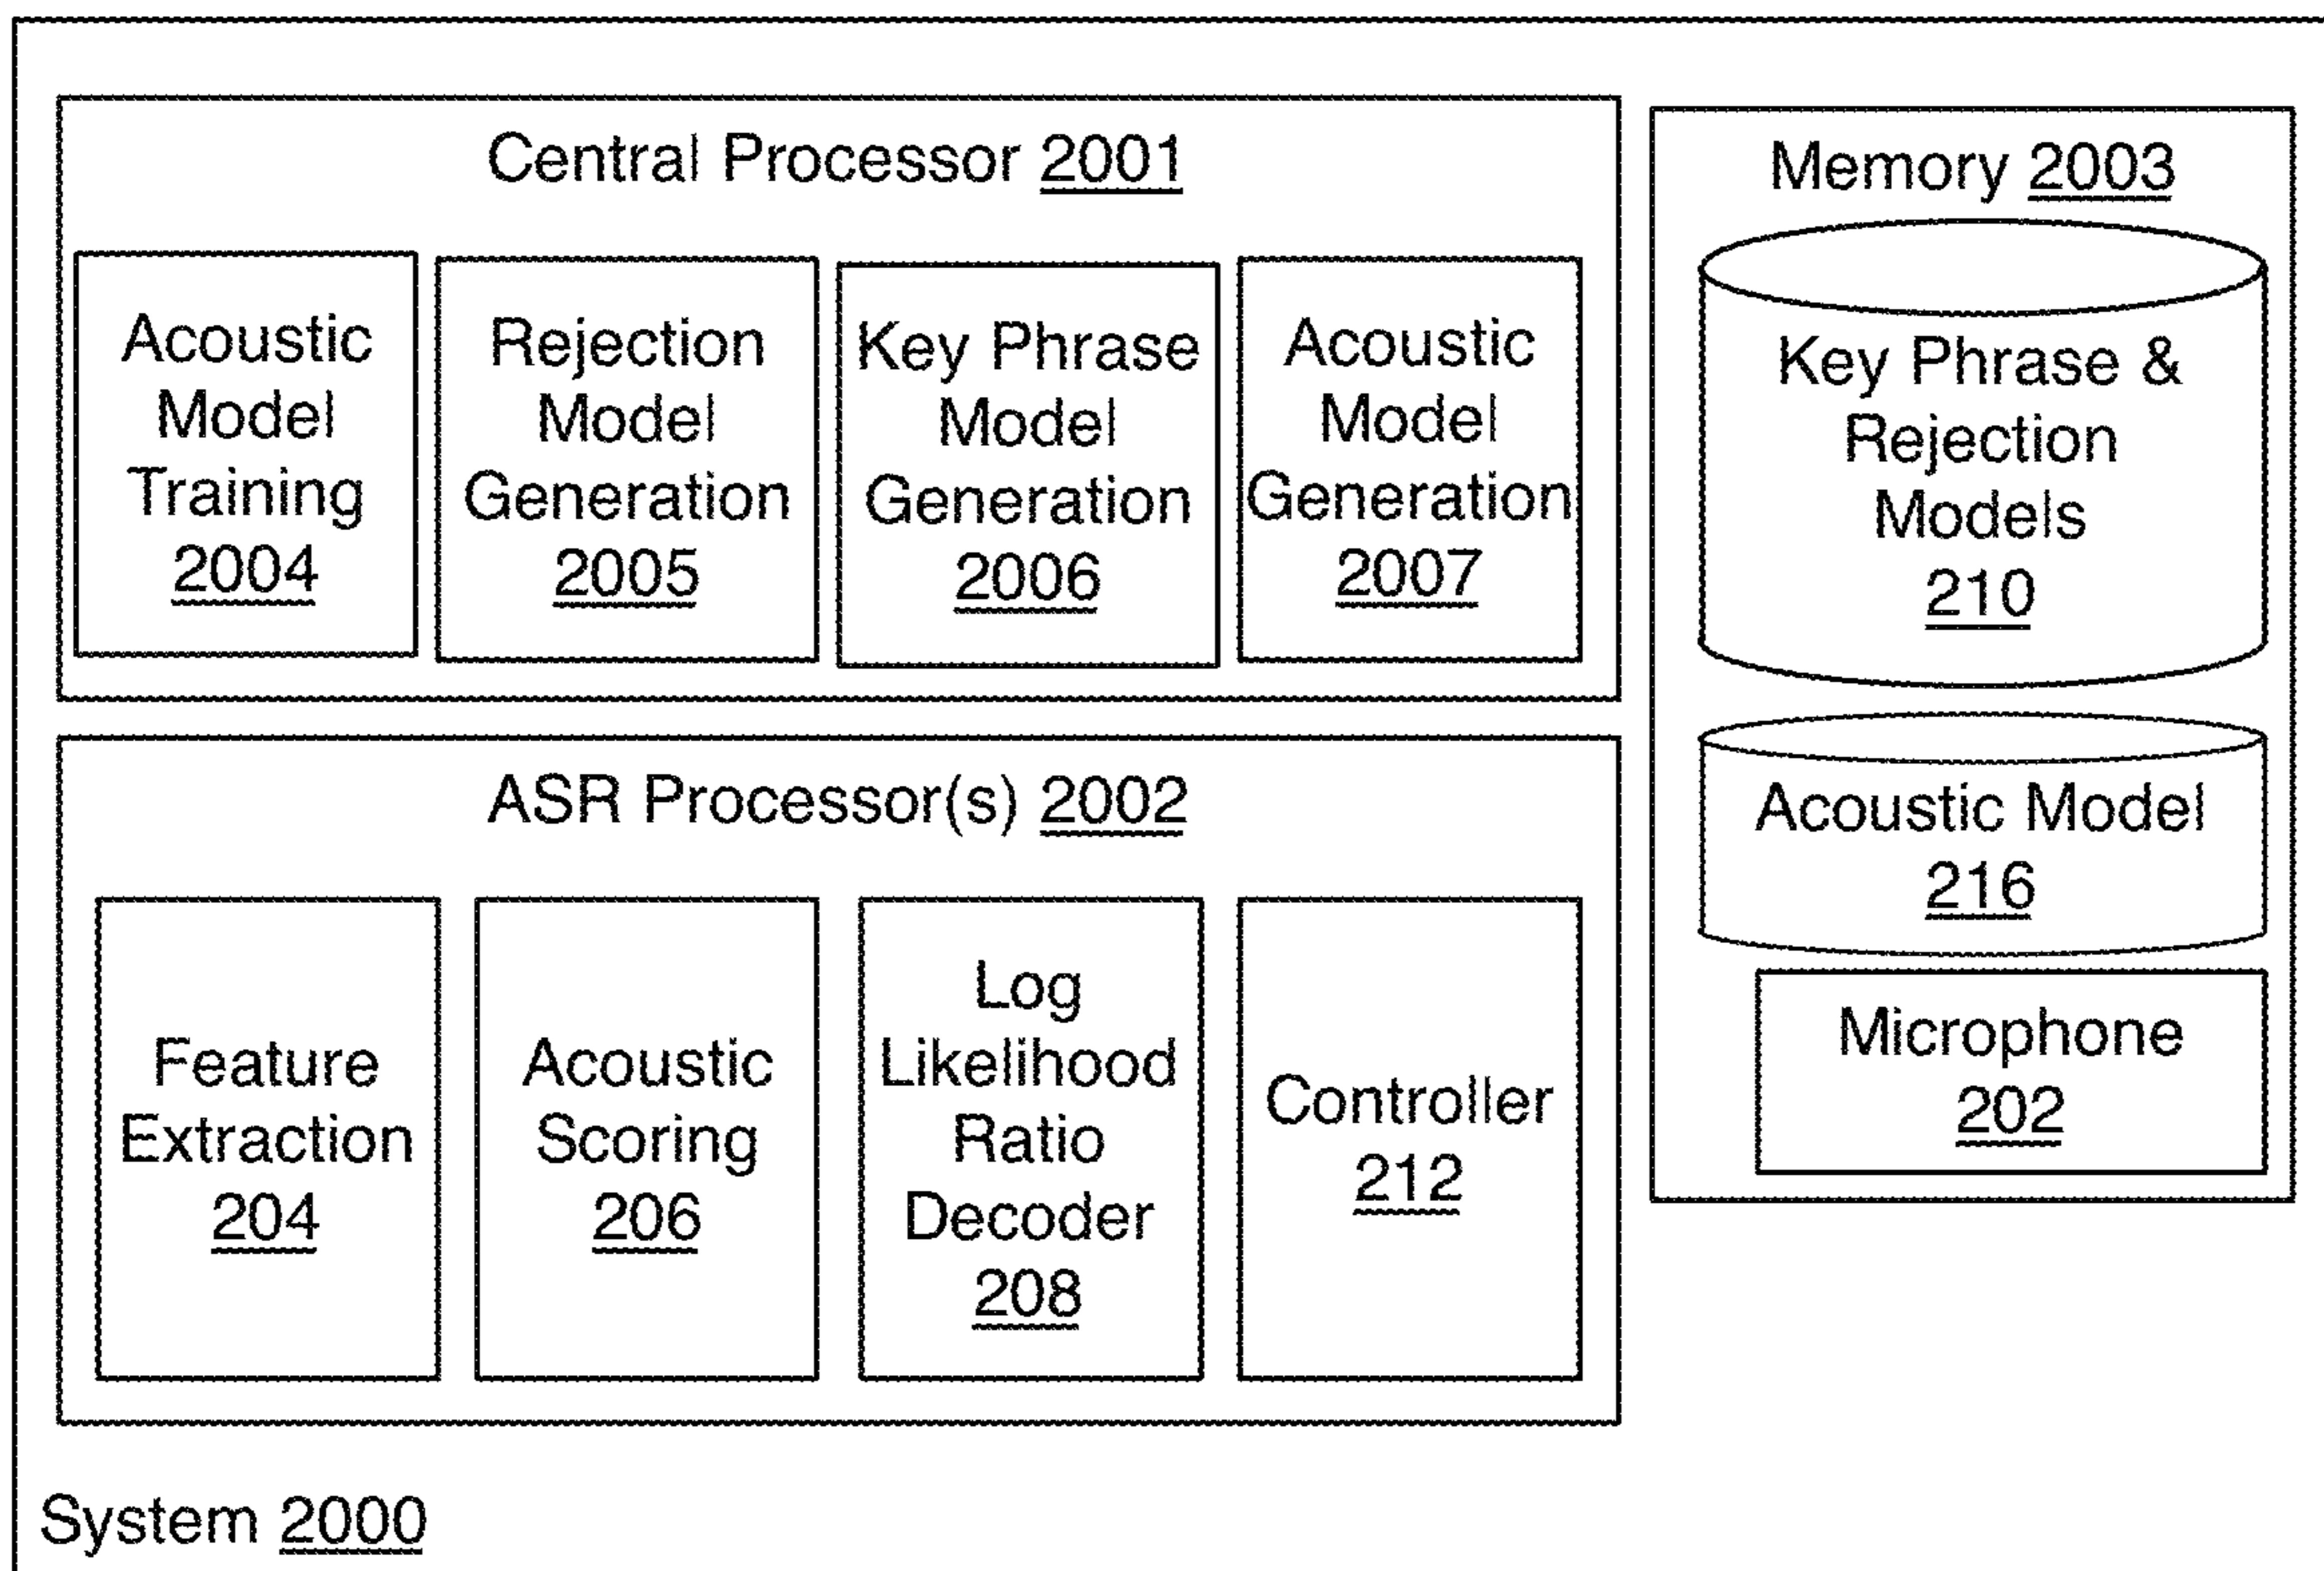 Central Processor 2001
Acoustic
Model
Training
2004
Rejection
Model
Generation
2005
Key Phrase
Model
Generation
2006
Acoustic
Model
Generation
2007
Memory 2003
Key Phrase &
Rejection
Models
210
Acoustic Model
216
Microphone
202
ASR Processor(s) 2002
Feature
Extraction
204
Acoustic
Scoring
206
Log
Likelihood
Ratio
Decoder
208
Controller
212
System 2000